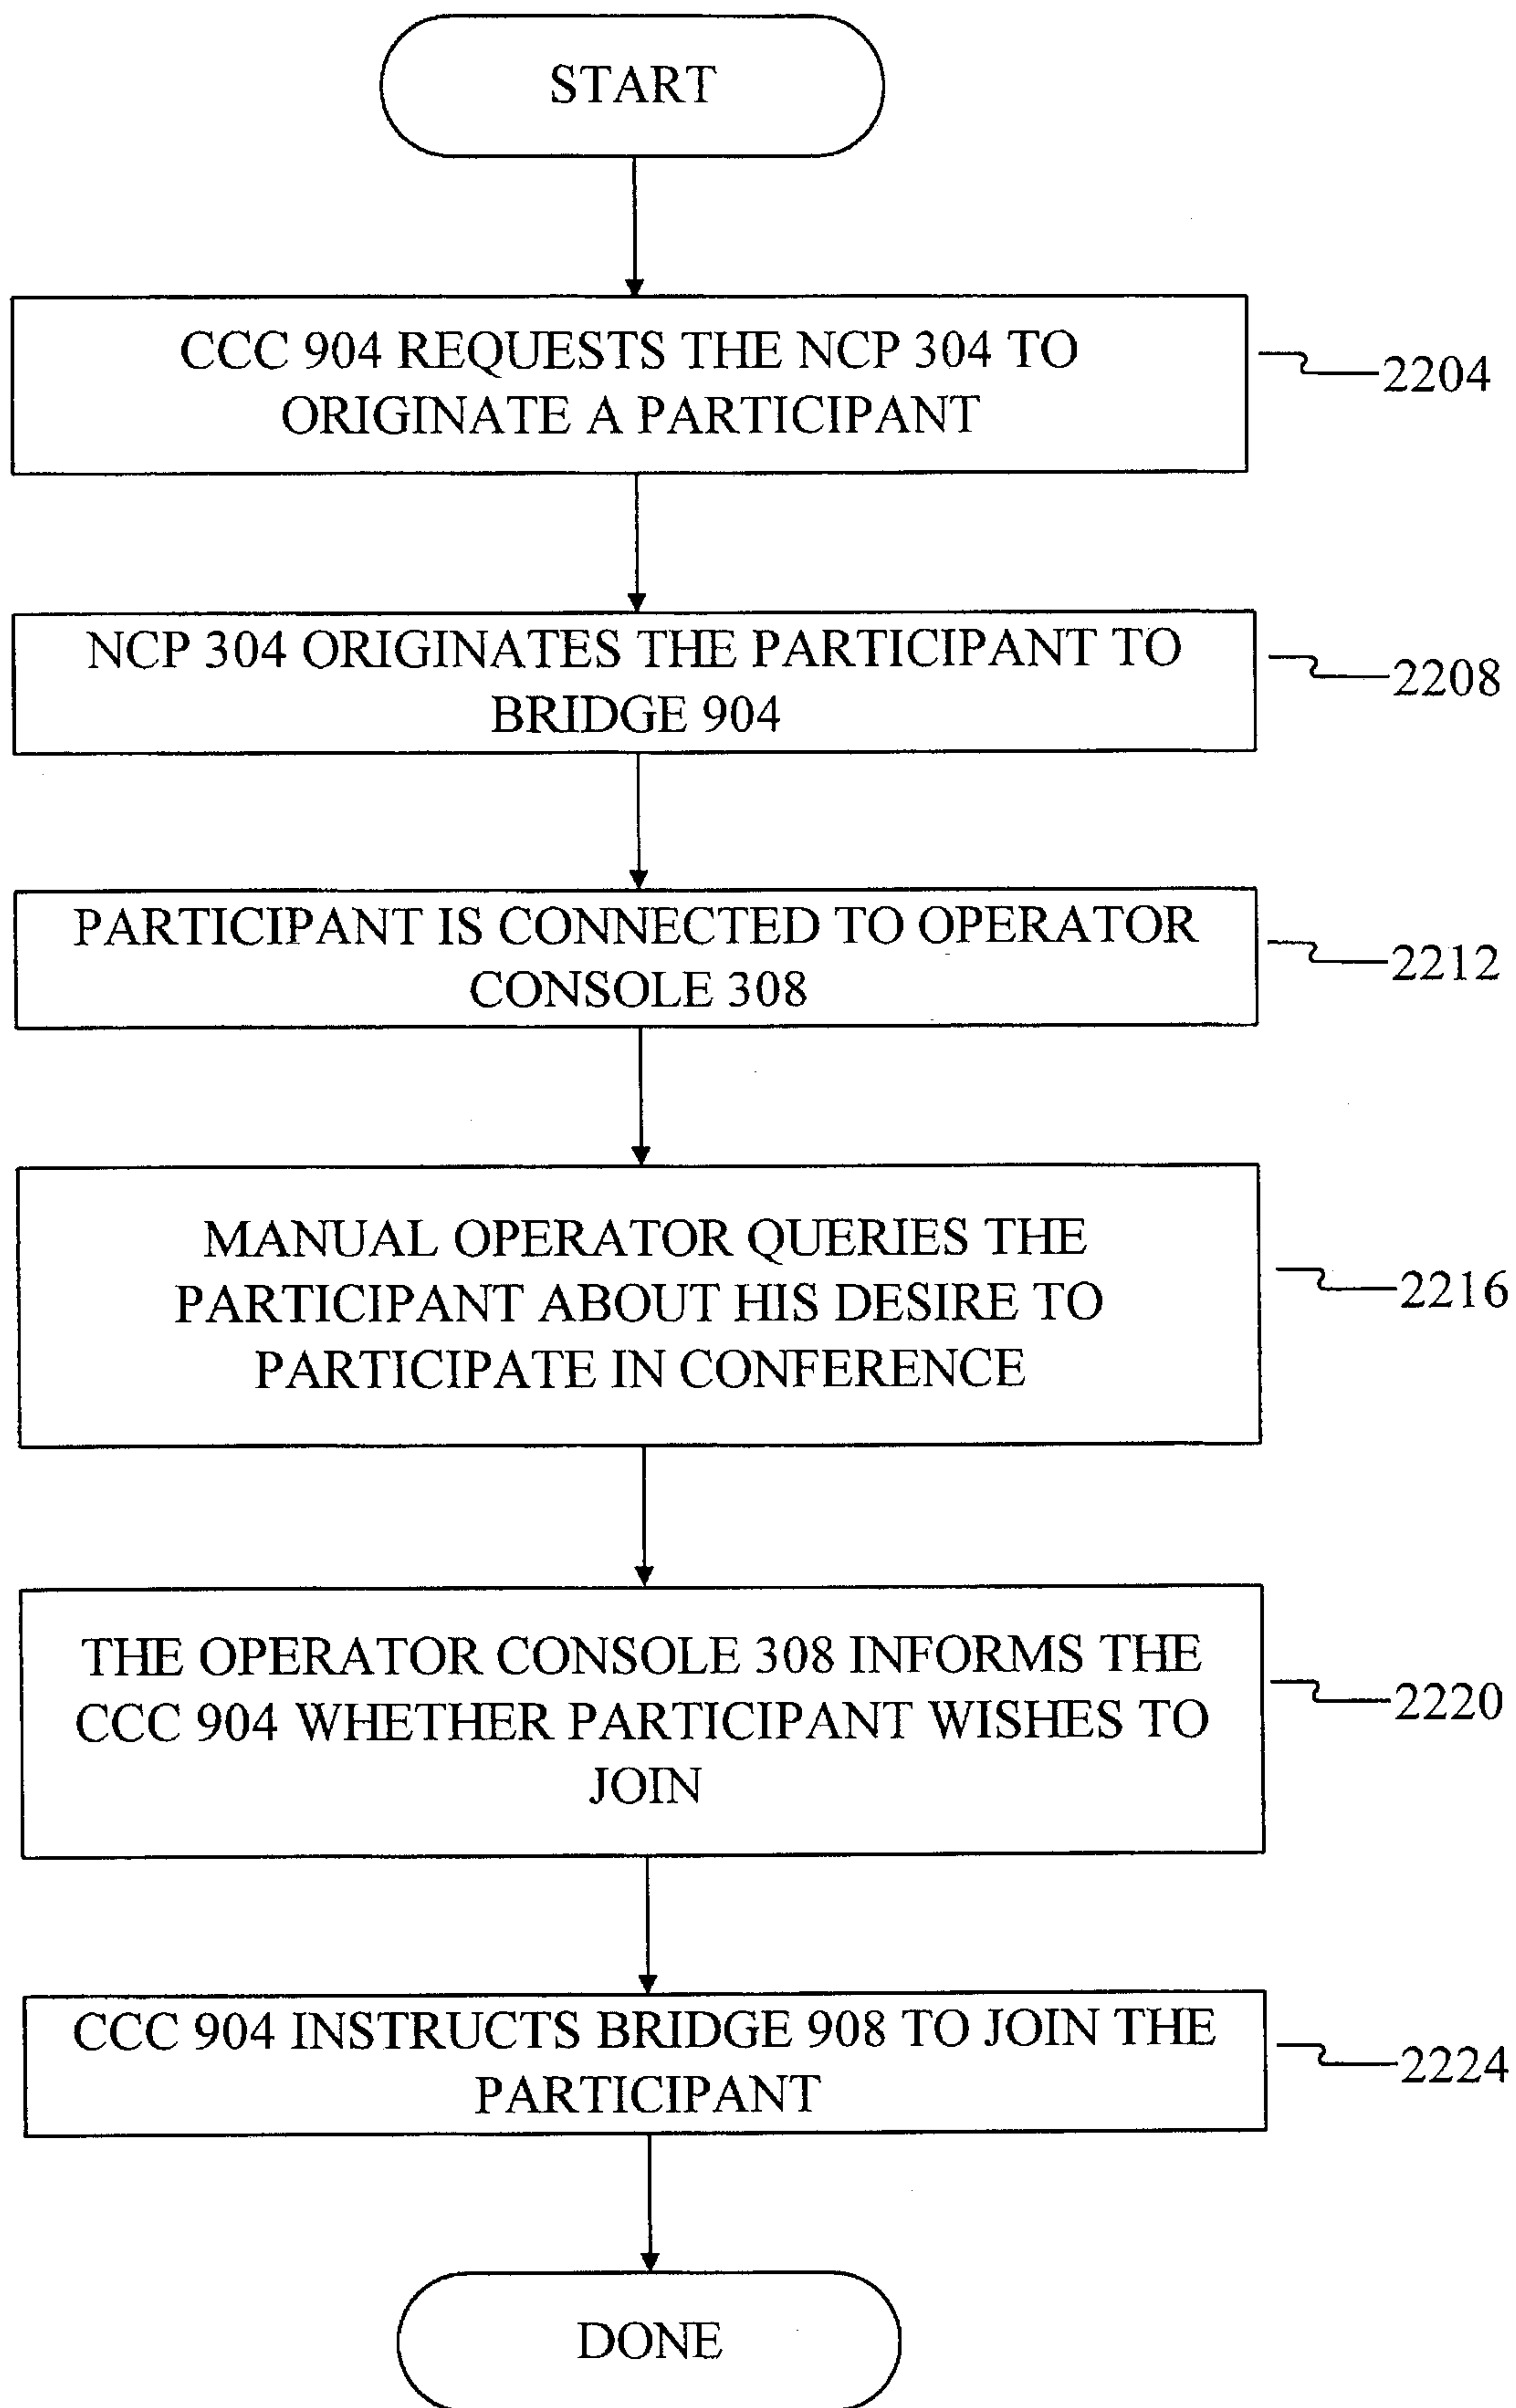 START
CCC 904 REQUESTS THE NCP 304 TO
ORIGINATE A PARTICIPANT
2204
NCP 304 ORIGINATES THE PARTICIPANT TO
BRIDGE 904
2208
PARTICIPANT IS CONNECTED TO OPERATOR
CONSOLE 308
2212
MANUAL OPERATOR QUERIES THE
PARTICIPANT ABOUT HIS DESIRE TO
PARTICIPATE IN CONFERENCE
2216
THE OPERATOR CONSOLE 308 INFORMS THE
CCC 904 WHETHER PARTICIPANT WISHES TO
JOIN
2220
CCC 904 INSTRUCTS BRIDGE 908 TO JOIN THE
PARTICIPANT
2224
DONE